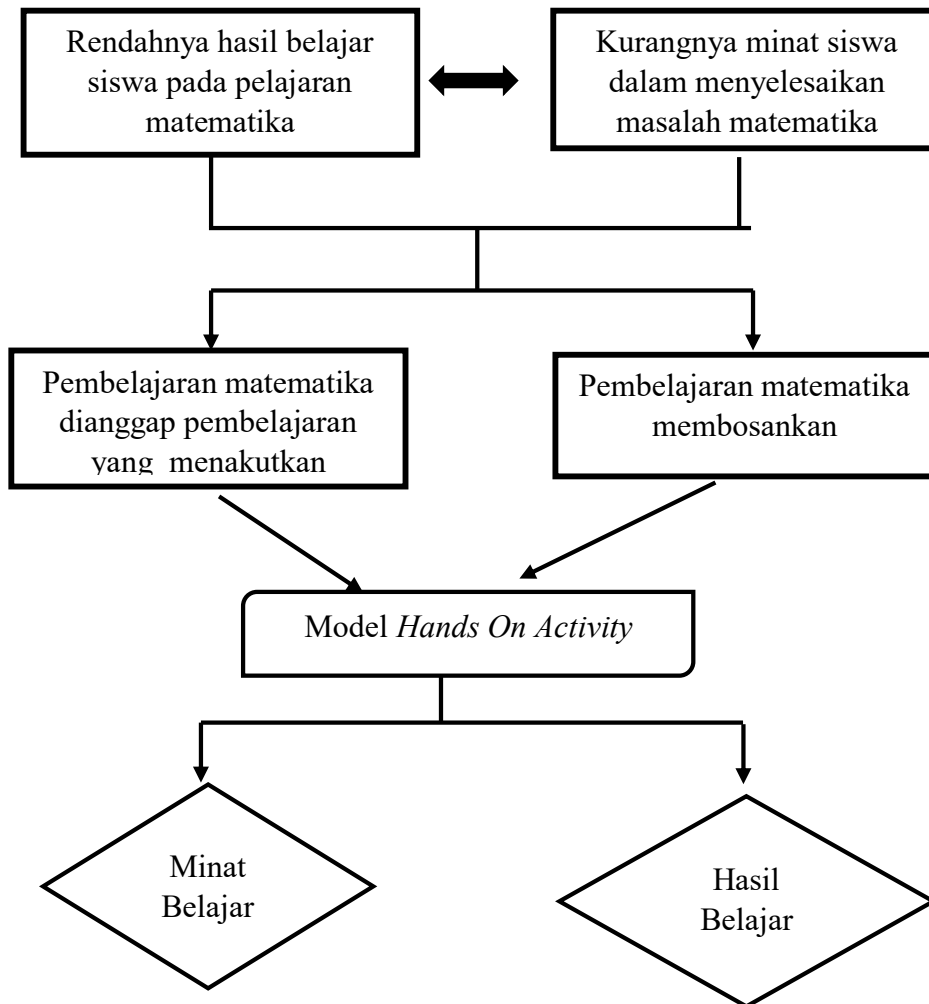 Rendahnya hasil belajar
siswa pada pelajaran
matematika
Kurangnya minat siswa
dalam menyelesaikan
masalah matematika
Pembelajaran matematika
dianggap pembelajaran
yang menakutkan
Pembelajaran matematika
membosankan
Model Hands On Activity
Minat
Belajar
Hasil
Belajar